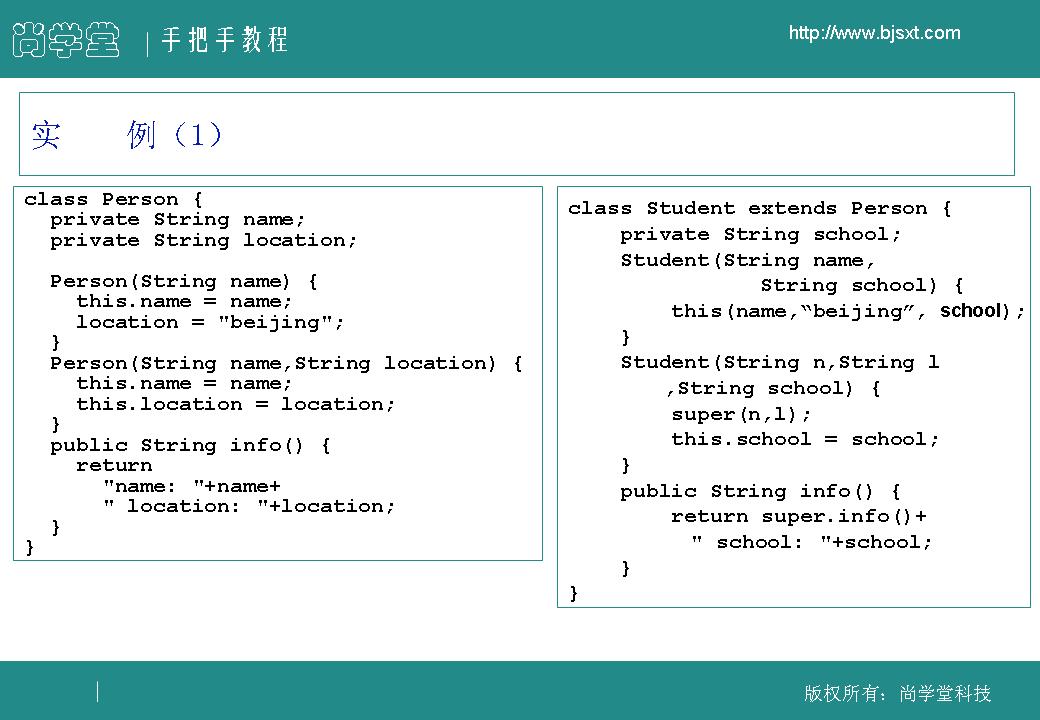 尚学堂 手把手教程
http://www.bjsxt.com
实 例（1）
class Person {
  private String name;
  private String location;

  Person(String name) {
    this.name = name;
    location = "beijing";
  }
  Person(String name,String location) {
    this.name = name;
    this.location = location;
  }
  public String info() {
    return
      "name: "+name+
      " location: "+location;
  }
}
class Student extends Person {
    private String school;
    Student(String name,
               String school) {
        this(name,“beijing”, school);
    }
    Student(String n,String l
        ,String school) {
        super(n,l);
        this.school = school;
    }
    public String info() {
        return super.info()+
          " school: "+school;
    }
}
版权所有：尚学堂科技